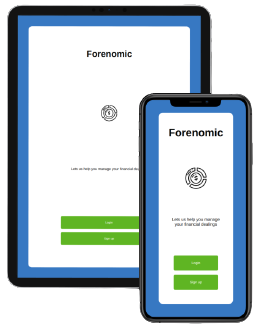 Forenomic
$
Lets us help you manage your financial dea
Login
Sign up
Forenomic
$
Lets us help you manage
your financial dealings
Login
Sign up